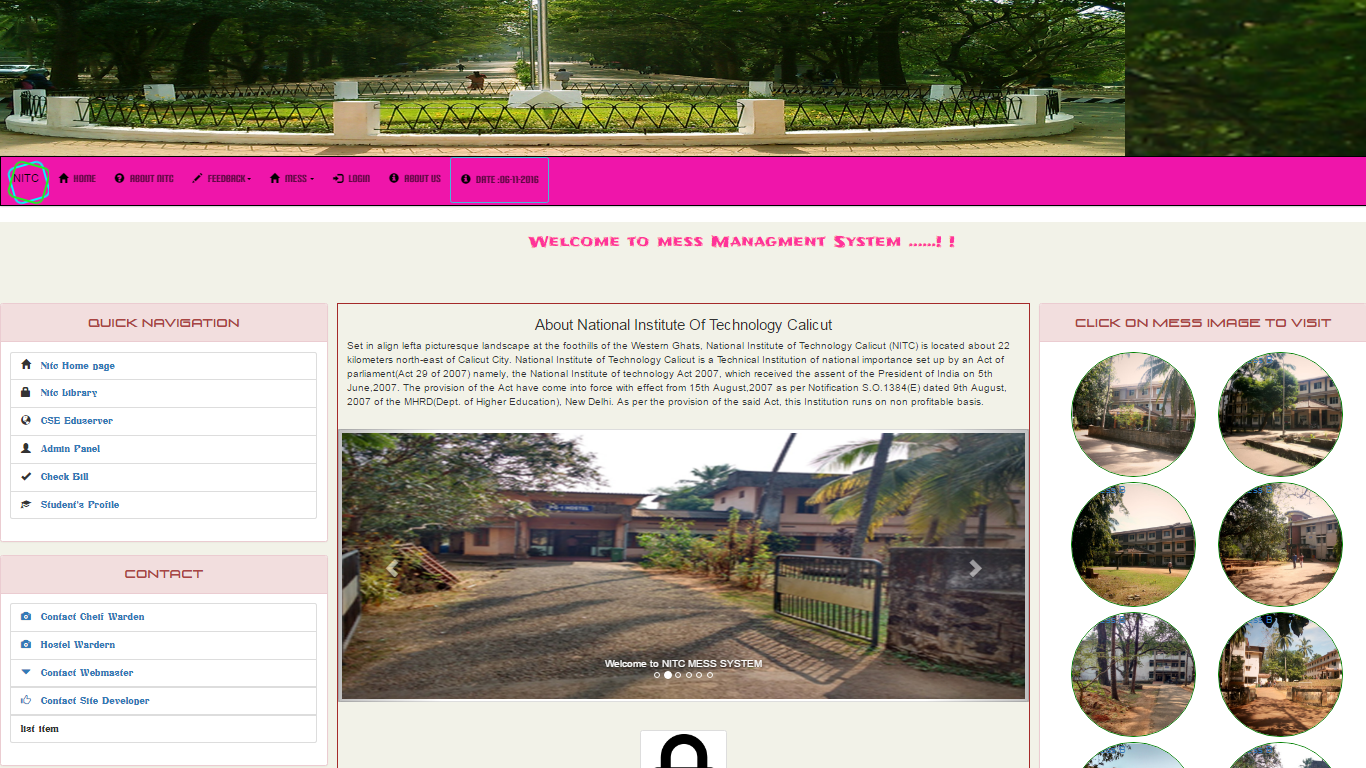 NITC
HOME
ABOUT NITC
FEEDBACK
MESS
LOGIN
ABOUT US
DATE :06-11-2016
Welcome to mess Managment System ......! !
Quick Navigation
Nitc Home page
Nitc Library
CSE Eduserver
Admin Panel
Check Bill
Student's Profile
Contact
Contact Cheif Warden
Hostel Wardern
Contact Webmaster
Contact Site Developer
list item
About National Institute Of Technology Calicut
Set in align lefta picturesque landscape at the foothills of the Western Ghats, National Institute of Technology Calicut (NITC) is located about 22
kilometers north-east of Calicut City. National Institute of Technology Calicut is a Technical Institution of national importance set up by an Act of
parliament(Act 29 of 2007) namely, the National Institute of technology Act 2007, which received the assent of the President of India on 5th
June,2007. The provision of the Act have come into force with effect from 15th August,2007 as per Notification S.O.1384(E) dated 9th August,
2007 of the MHRD(Dept. of Higher Education), New Delhi. As per the provision of the said Act, this Institution runs on non profitable basis.
HOSTEL
Welcome to NITC MESS SYSTEM
Click on mess image to visit